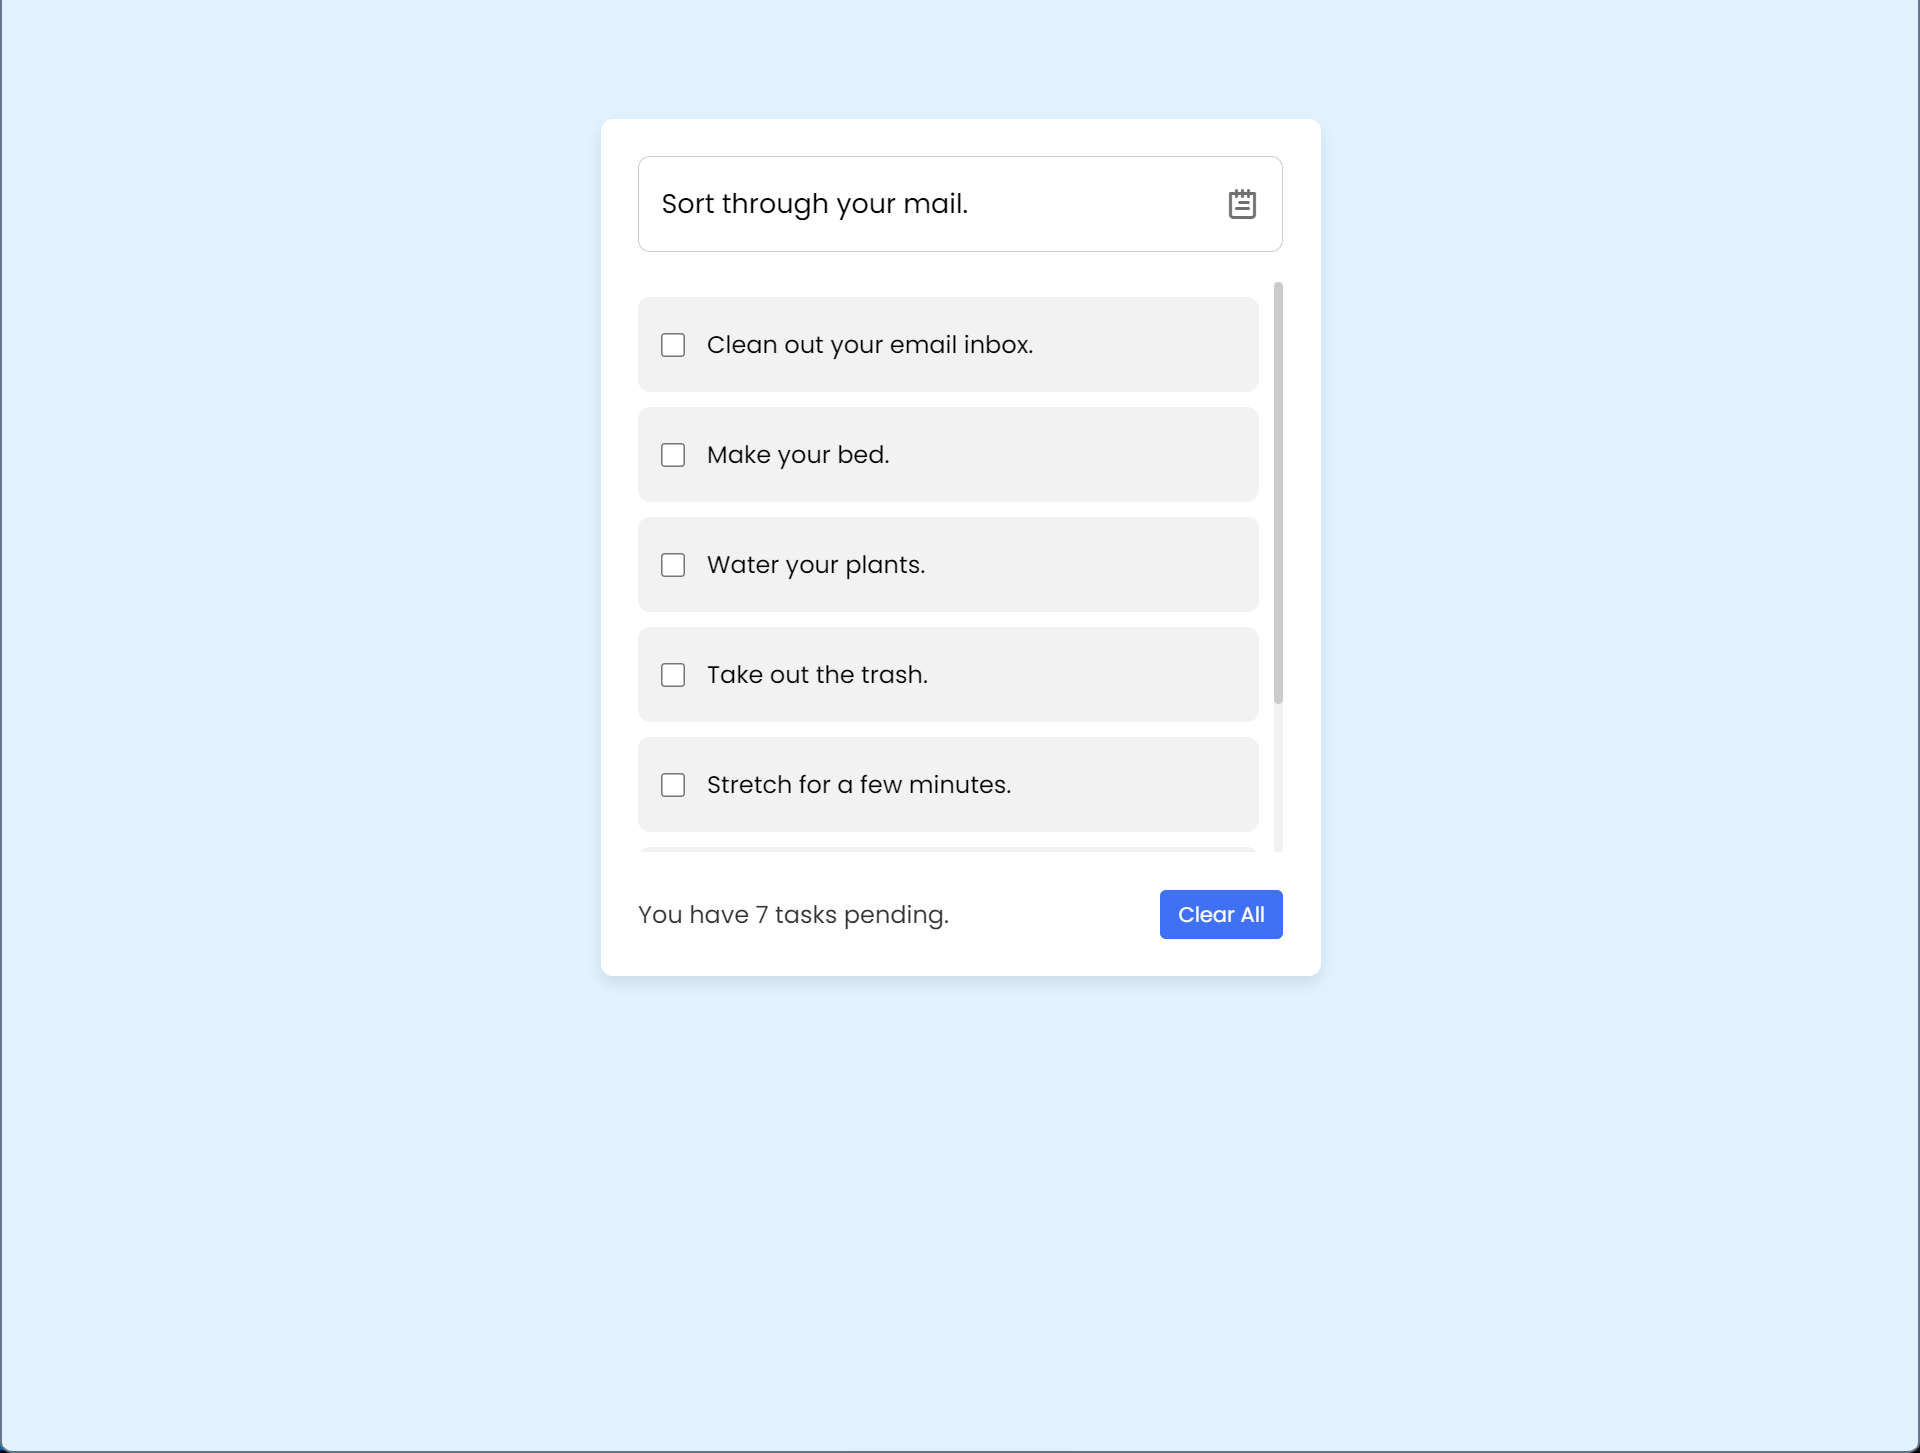 Sort through your mail.
Clean out your email inbox.
Make your bed.
Water your plants.
Take out the trash.
Stretch for a few minutes.
You have 7 tasks pending.
Clear All